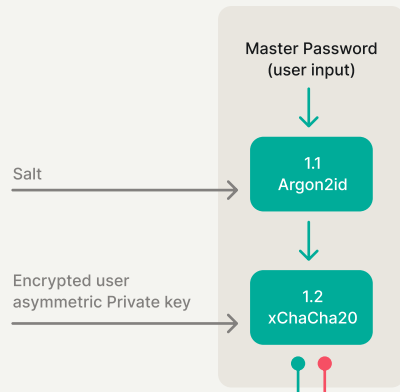 Master Password
(user input)
1.1
Argon2id
Salt
Encrypted user
asymmetric Private key
1.2
xChaCha20